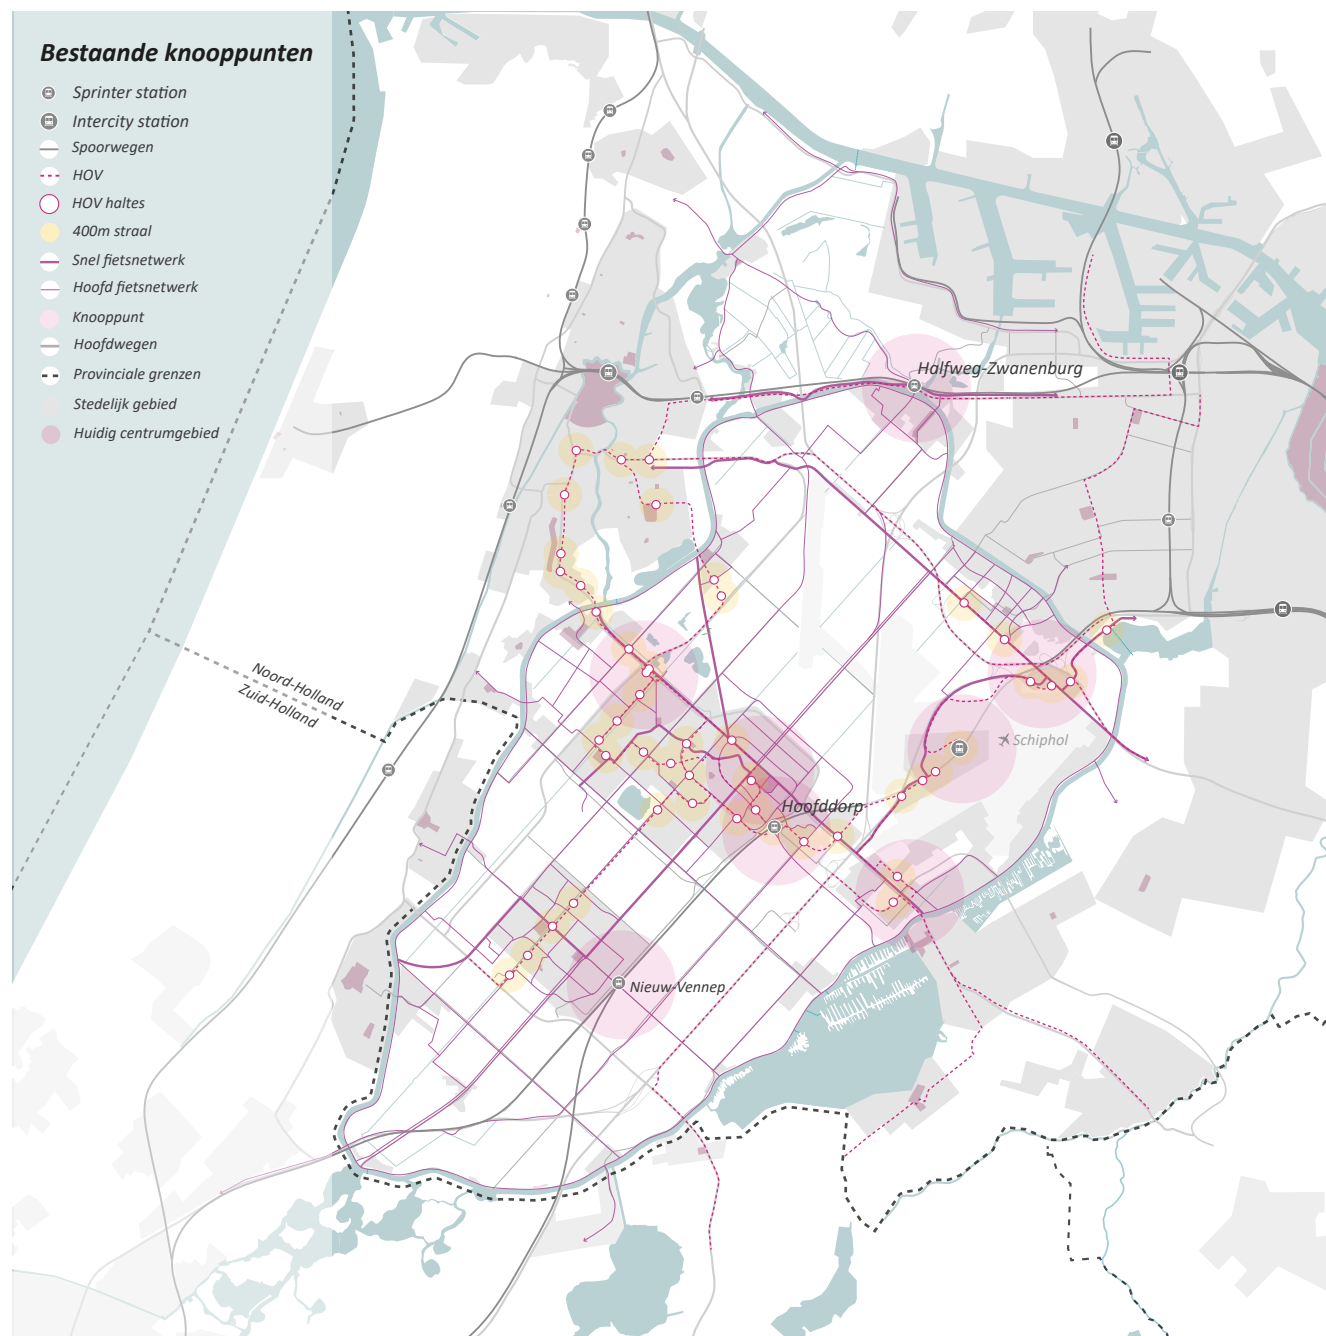 Bestaande knooppunten
Sprinter station
Intercity station
Spoorwegen
HOV
HOV haltes
400m straal
Snel fietsnetwerk
Hoofd fietsnetwerk
Knooppunt
Hoofdwegen
Provinciale grenzen
Stedelijk gebied
Huidig centrumgebied
Halfweg-Zwanenburg
Noord-Holland
Zuid-Holland
Schiphol
Hoofddorp
Nieuw-Vennep